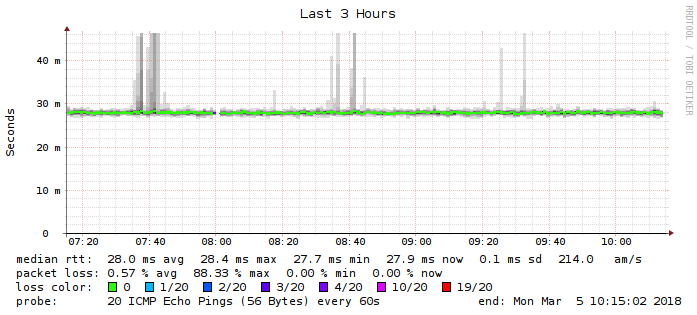 Last 3 Hours
RRDTOOL / TOBI OETIKER
Seconds
40 m
30 m
20 m
10 m
0
07:20 07:40 08:00 08:20 08:40 09:00 09:20 09:40 10:00
median rtt: 28.0 ms avg 28.4 ms max 27.7 ms min 27.9 ms now 0.1 ms sd 214.0 am/s
packet loss: 0.57 % avg 88.33 % max 0.00 % min 0.00 % now
loss color: 0 1/20 2/20 3/20 4/20 10/20 19/20
probe: 20 ICMP Echo Pings (56 Bytes) every 60s end: Mon Mar 5 10:15:02 2018